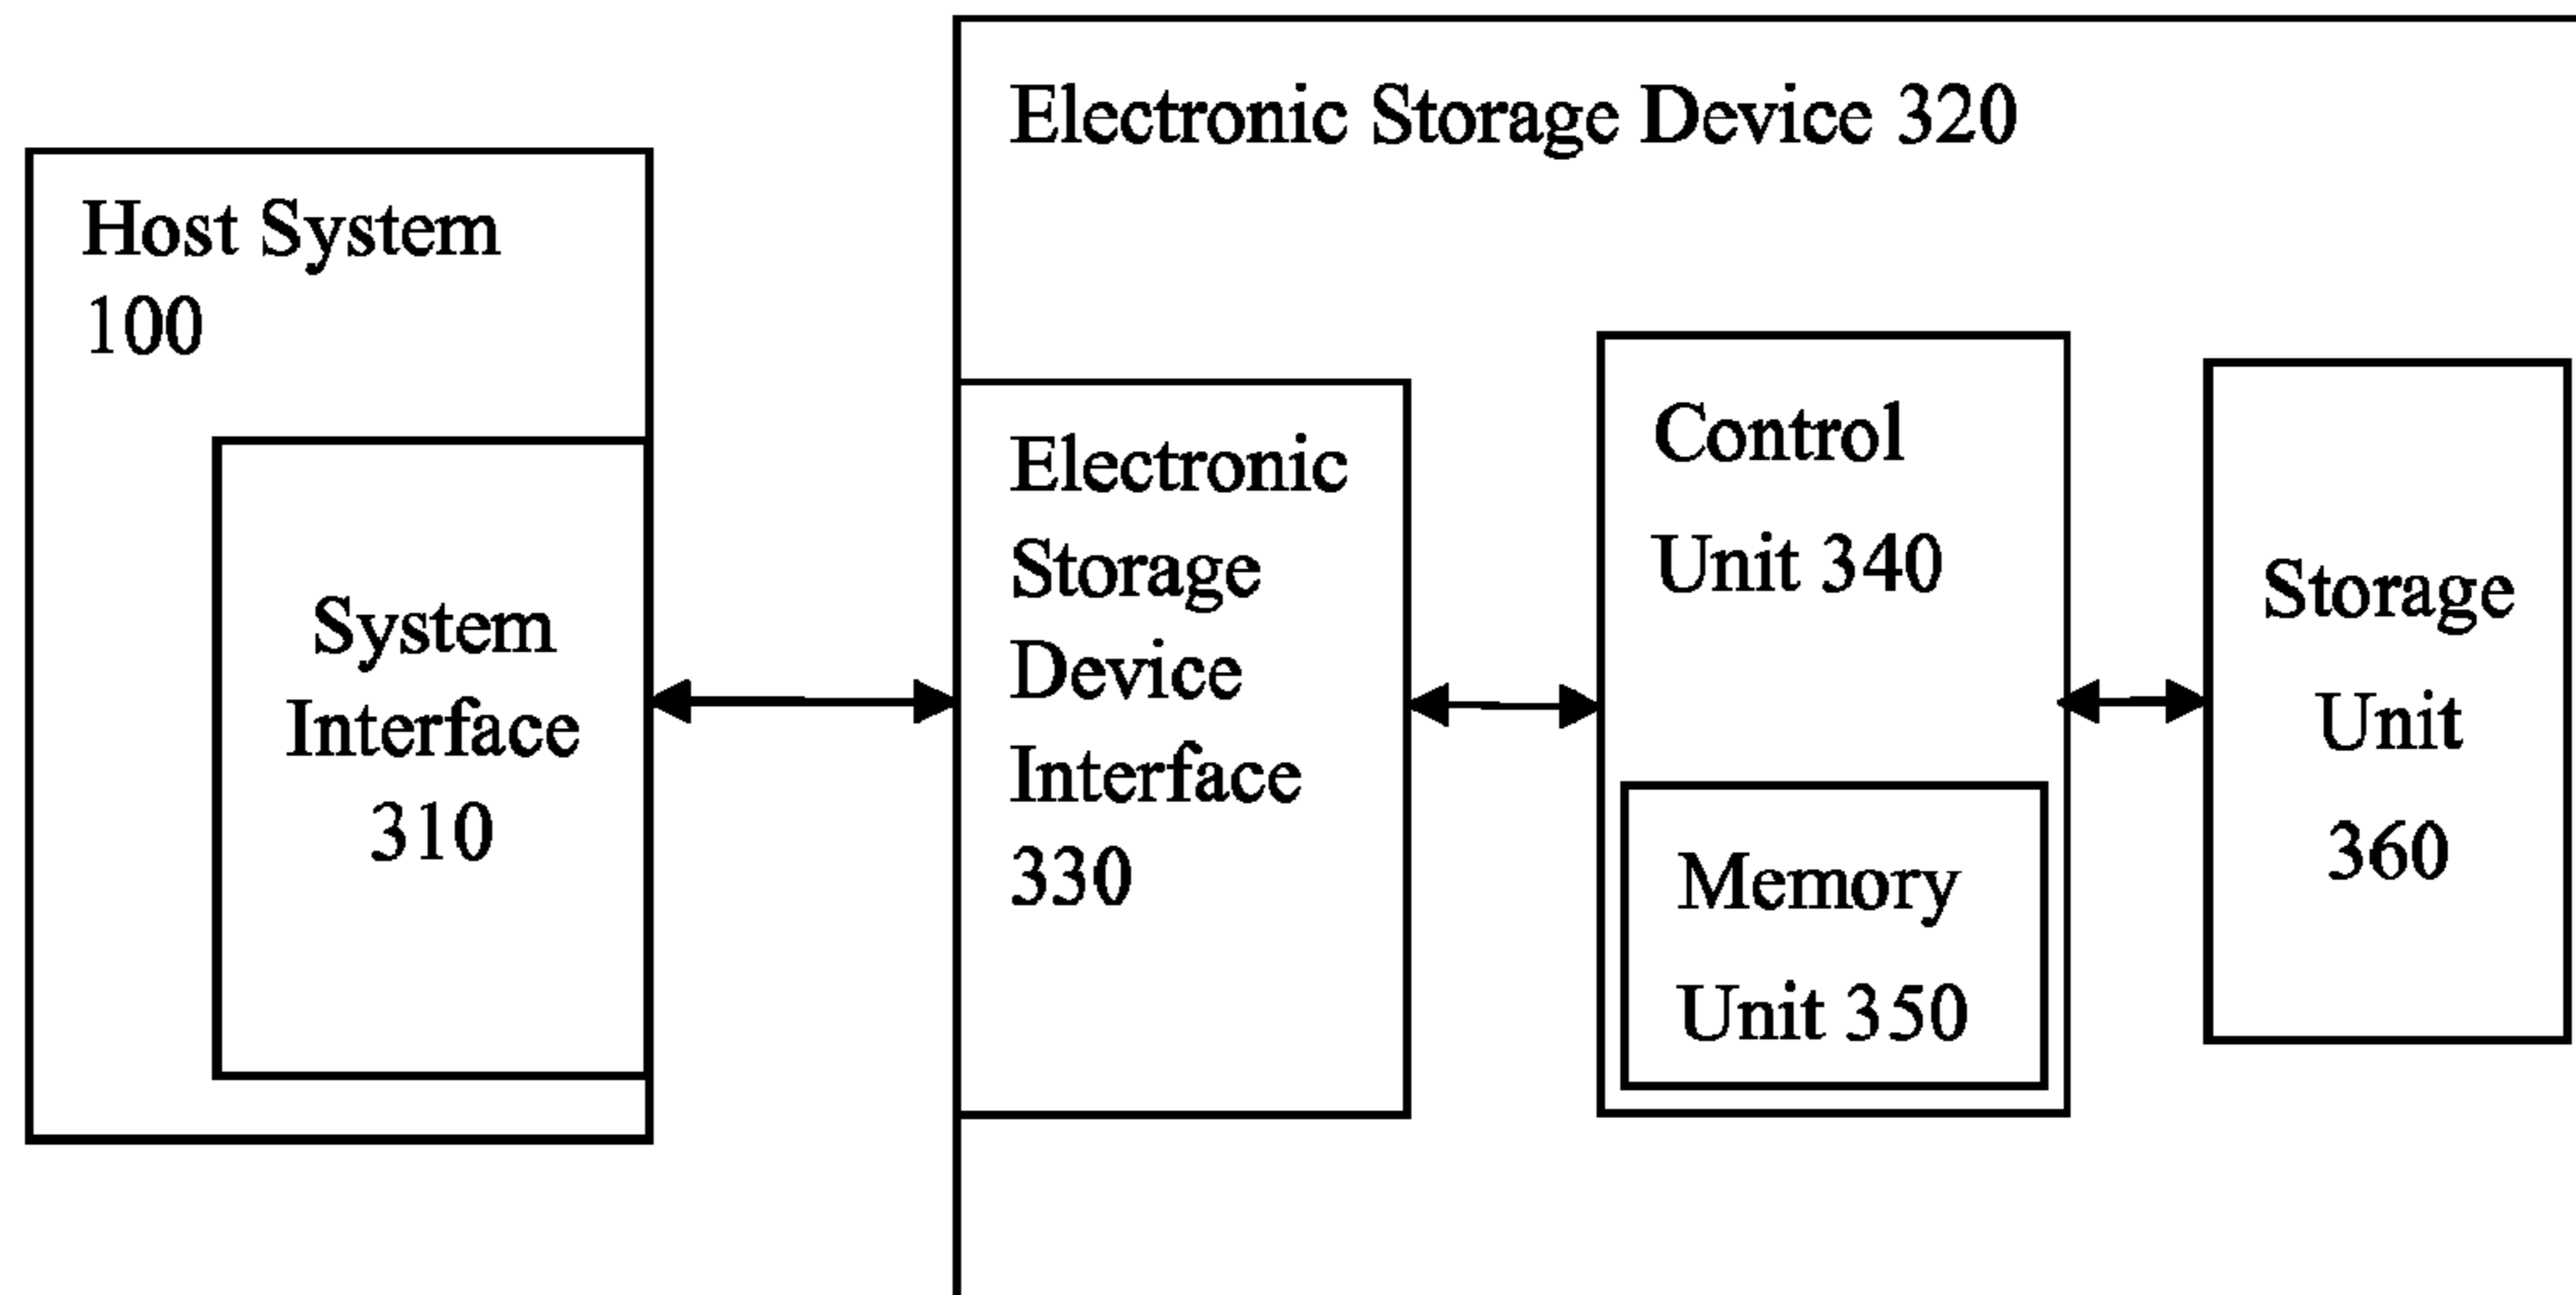 Electronic Storage Device 320
Host System
100
System
Interface
310
Electronic
Storage
Device
Interface
330
Control
Unit 340
Memory
Unit 350
Storage
Unit
360